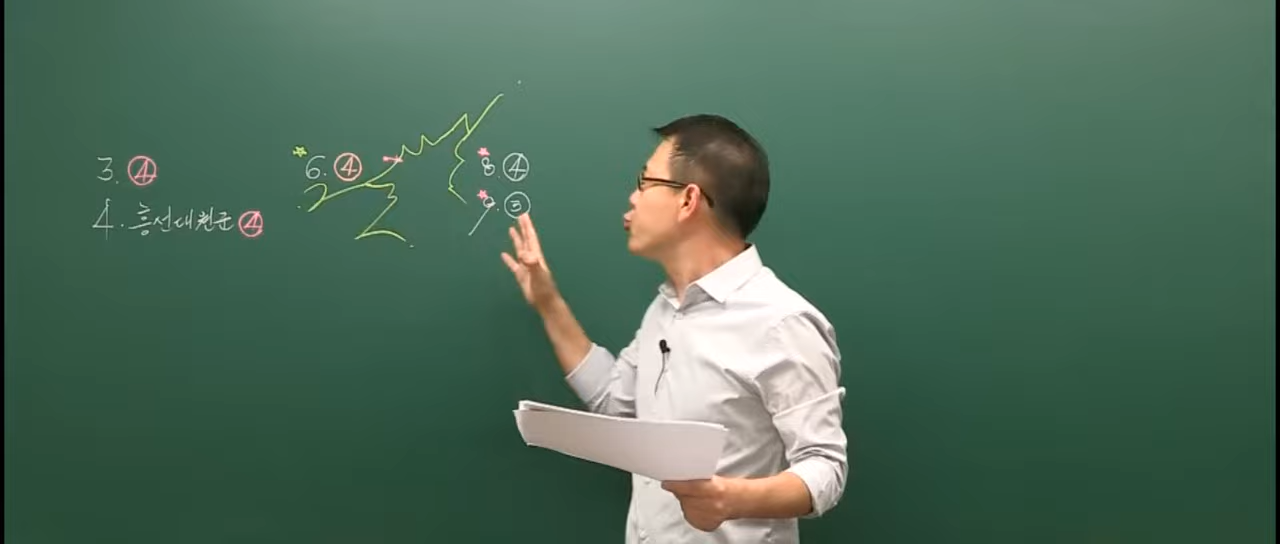 3. ④
4. 흥선대원군 ④
6. ④
8. ④
9. ③